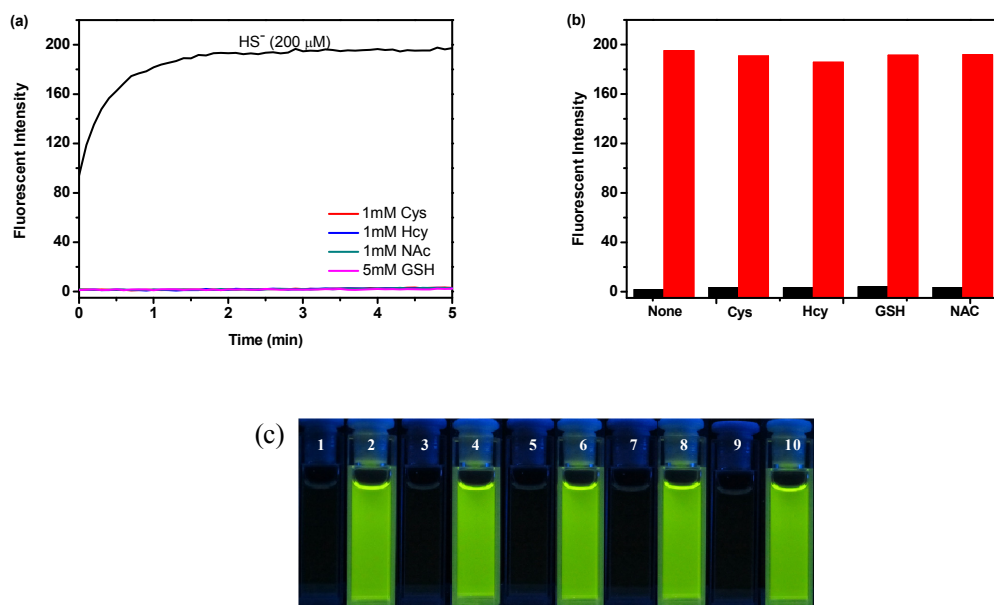 (a)
HS⁻ (200 μM)
200
160
120
80
40
0
Fluorescent Intensity
1mM Cys
1mM Hcy
1mM NAc
5mM GSH
0 1 2 3 4 5
Time (min)
(b)
200
160
120
80
40
0
Fluorescent Intensity
None Cys Hcy GSH NAC
(c)
1 2 3 4 5 6 7 8 9 10